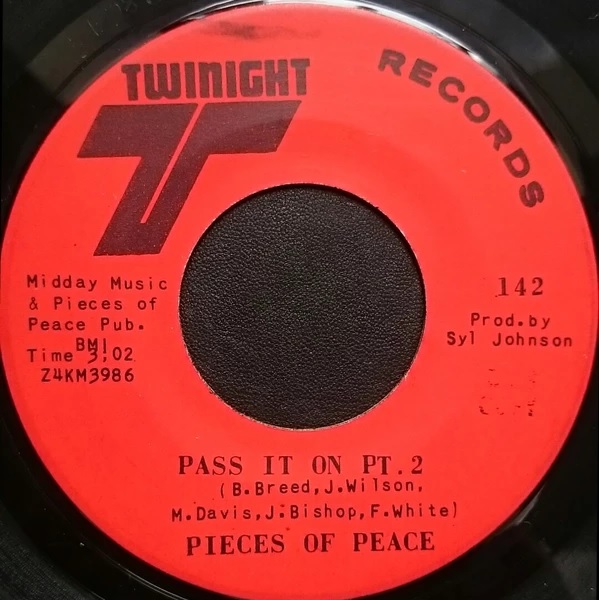 TWINIGHT
RECORDS
Midday Music
& Pieces of
Peace Pub.
BMI
Time 3;02
Z4KM3986
142
Prod.by
Syl Johnson
PASS IT ON PT.2
(B.Breed,J.Wilson,
M.Davis,J.Bishop,F.White)
PIECES OF PEACE